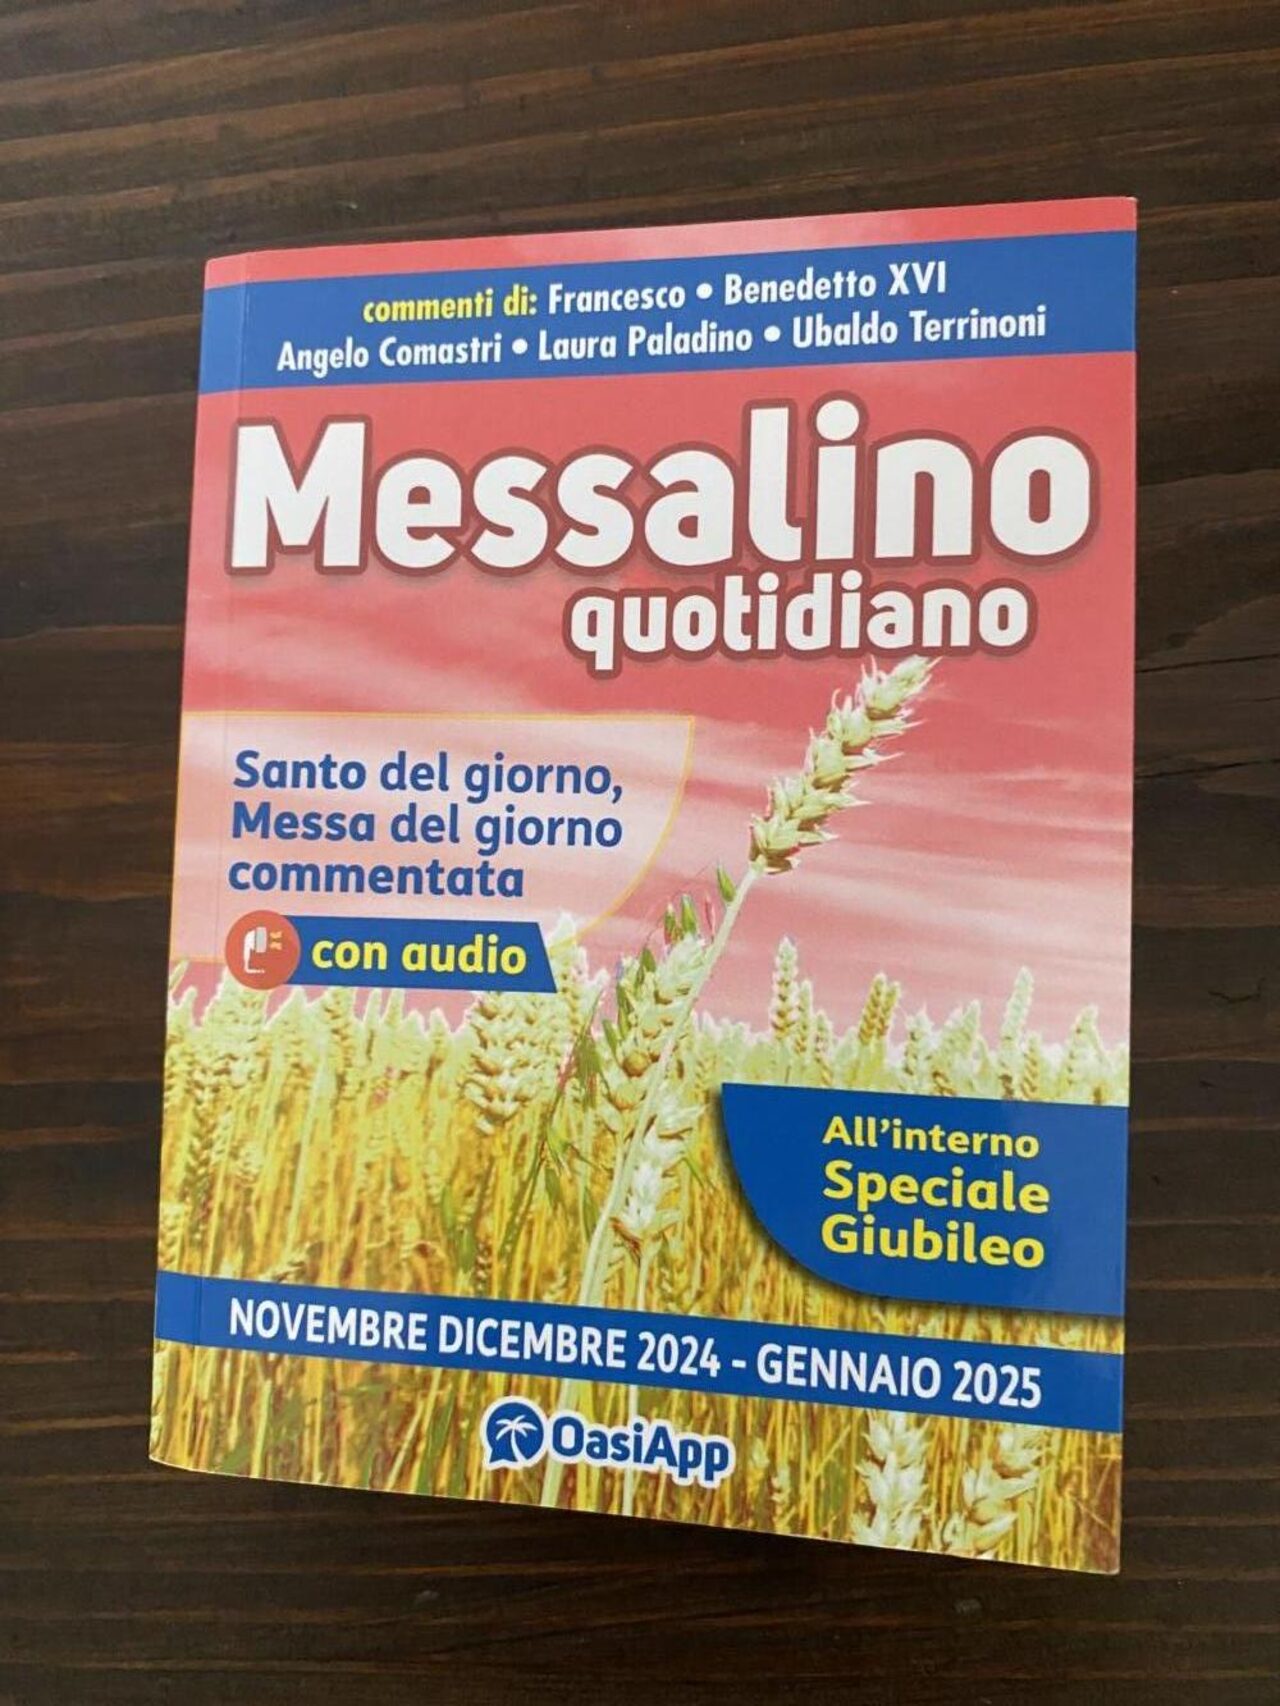 commenti di: Francesco • Benedetto XVI
Angelo Comastri • Laura Paladino • Ubaldo Terrinoni
Messalino
quotidiano
Santo del giorno,
Messa del giorno
commentata
con audio
All'interno
Speciale
Giubileo
NOVEMBRE DICEMBRE 2024 - GENNAIO 2025
OasiApp